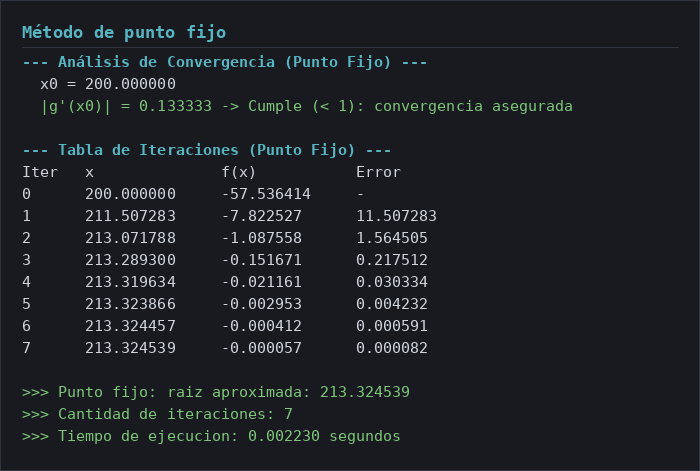 Método de punto fijo
--- Análisis de Convergencia (Punto Fijo) ---
x0 = 200.000000
|g'(x0)| = 0.133333 -> Cumple (< 1): convergencia asegurada
--- Tabla de Iteraciones (Punto Fijo) ---
Iter x f(x) Error
0 200.000000 -57.536414 -
1 211.507283 -7.822527 11.507283
2 213.071788 -1.087558 1.564505
3 213.289300 -0.151671 0.217512
4 213.319634 -0.021161 0.030334
5 213.323866 -0.002953 0.004232
6 213.324457 -0.000412 0.000591
7 213.324539 -0.000057 0.000082
>>> Punto fijo: raiz aproximada: 213.324539
>>> Cantidad de iteraciones: 7
>>> Tiempo de ejecucion: 0.002230 segundos